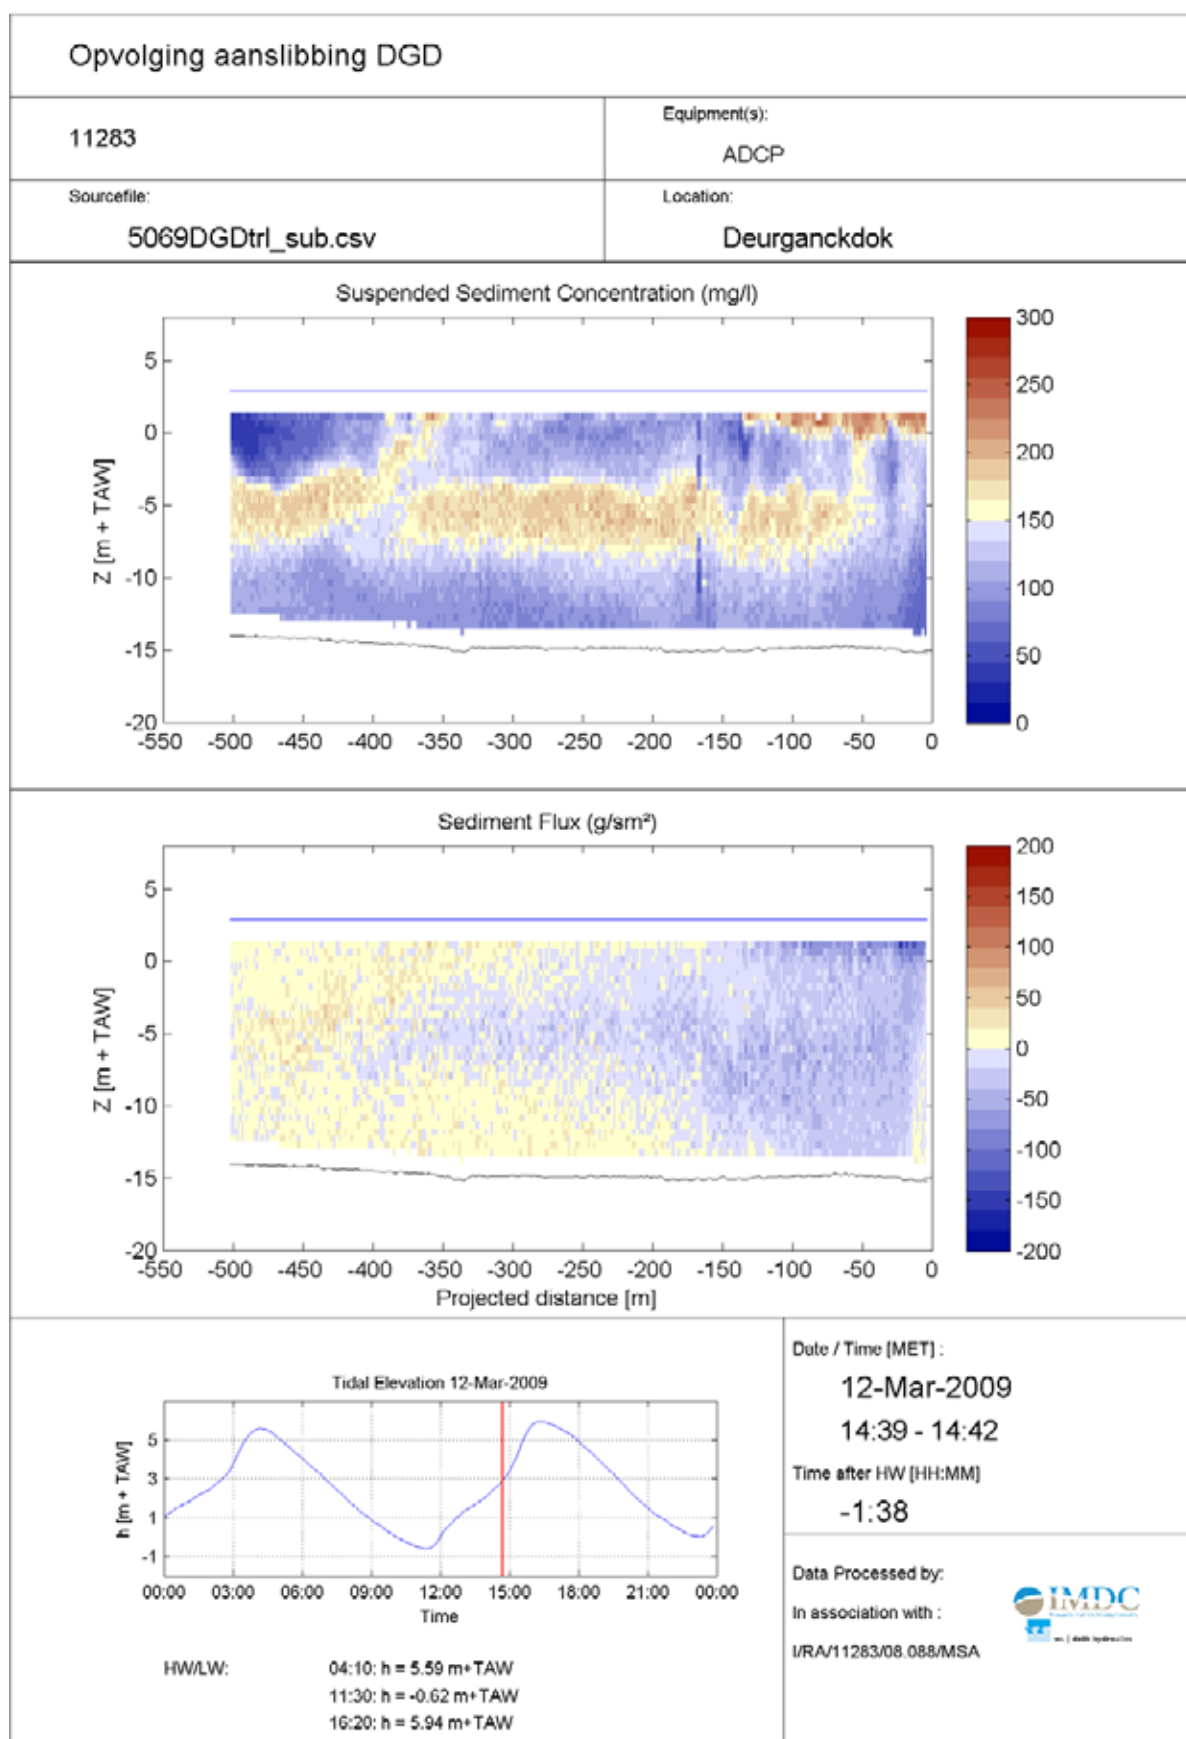 Opvolging aanslibbing DGD
11283
Equipment(s):
ADCP
Sourcefile:
5069DGDtrl_sub.csv
Location:
Deurganckdok
Suspended Sediment Concentration (mg/l)
Z [m + TAW]
5
0
-5
-10
-15
-20
-550 -500 -450 -400 -350 -300 -250 -200 -150 -100 -50 0
300
250
200
150
100
50
0
Sediment Flux (g/sm²)
Z [m + TAW]
5
0
-5
-10
-15
-20
-550 -500 -450 -400 -350 -300 -250 -200 -150 -100 -50 0
Projected distance [m]
200
150
100
50
0
-50
-100
-150
-200
Tidal Elevation 12-Mar-2009
h [m + TAW]
5
3
1
-1
00:00 03:00 06:00 09:00 12:00 15:00 18:00 21:00 00:00
Time
HW/LW:
04:10: h = 5.59 m+TAW
11:30: h = -0.62 m+TAW
16:20: h = 5.94 m+TAW
Date / Time [MET] :
12-Mar-2009
14:39 - 14:42
Time after HW [HH:MM]
-1:38
Data Processed by:
In association with :
I/RA/11283/08.088/MSA
IMDC
wl | delft hydraulics